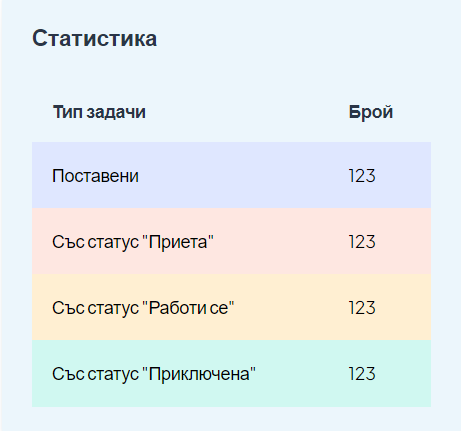 Статистика
Тип задачи Брой
Поставени 123
Със статус "Приета" 123
Със статус "Работи се" 123
Със статус "Приключена" 123